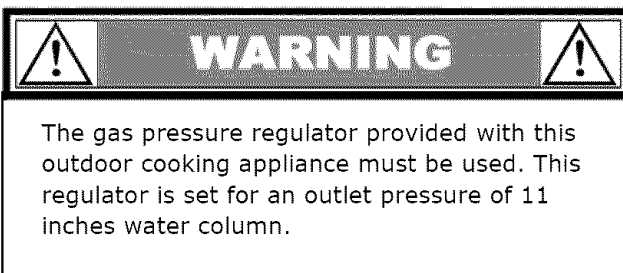 WARNING
The gas pressure regulator provided with this
outdoor cooking appliance must be used. This
regulator is set for an outlet pressure of 11
inches water column.